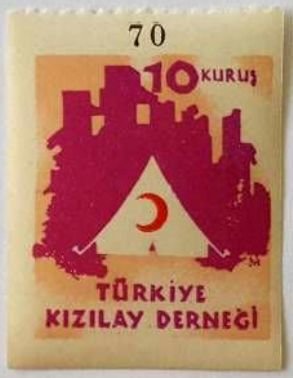 70
10 KURUŞ
M
TÜRKİYE
KIZILAY DERNEĞİ